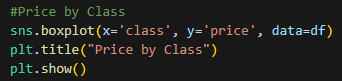 #Price by Class
sns.boxplot(x='class', y='price', data=df)
plt.title("Price by Class")
plt.show()